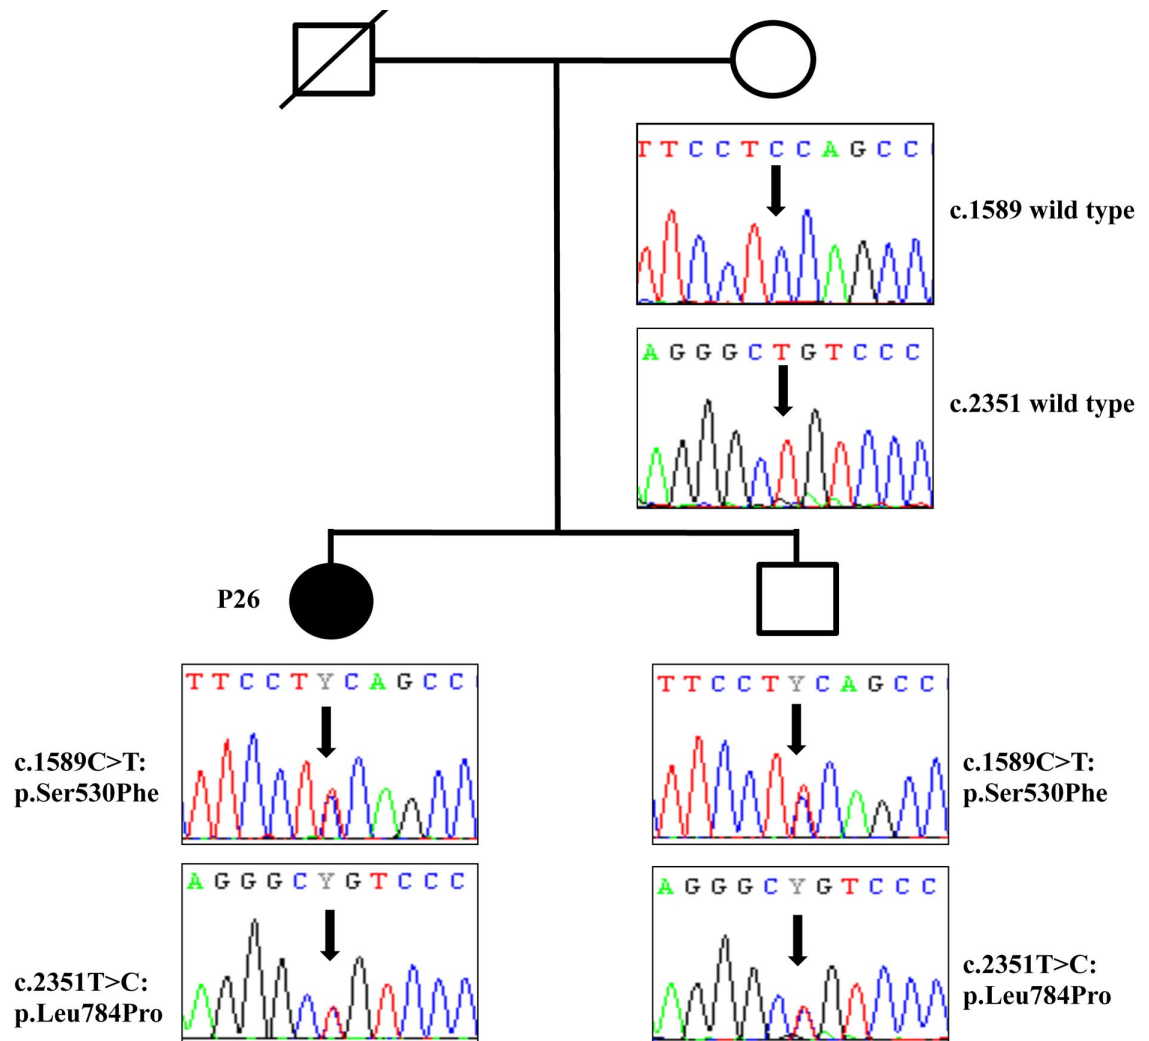 TTCCTCCAGCC
c.1589 wild type
AGGGCTGTCCC
c.2351 wild type
P26
TTCCTYCAGCC
c.1589C>T:
p.Ser530Phe
TTCCTYCAGCC
c.1589C>T:
p.Ser530Phe
AGGGCYGTCCC
c.2351T>C:
p.Leu784Pro
AGGGCYGTCCC
c.2351T>C:
p.Leu784Pro